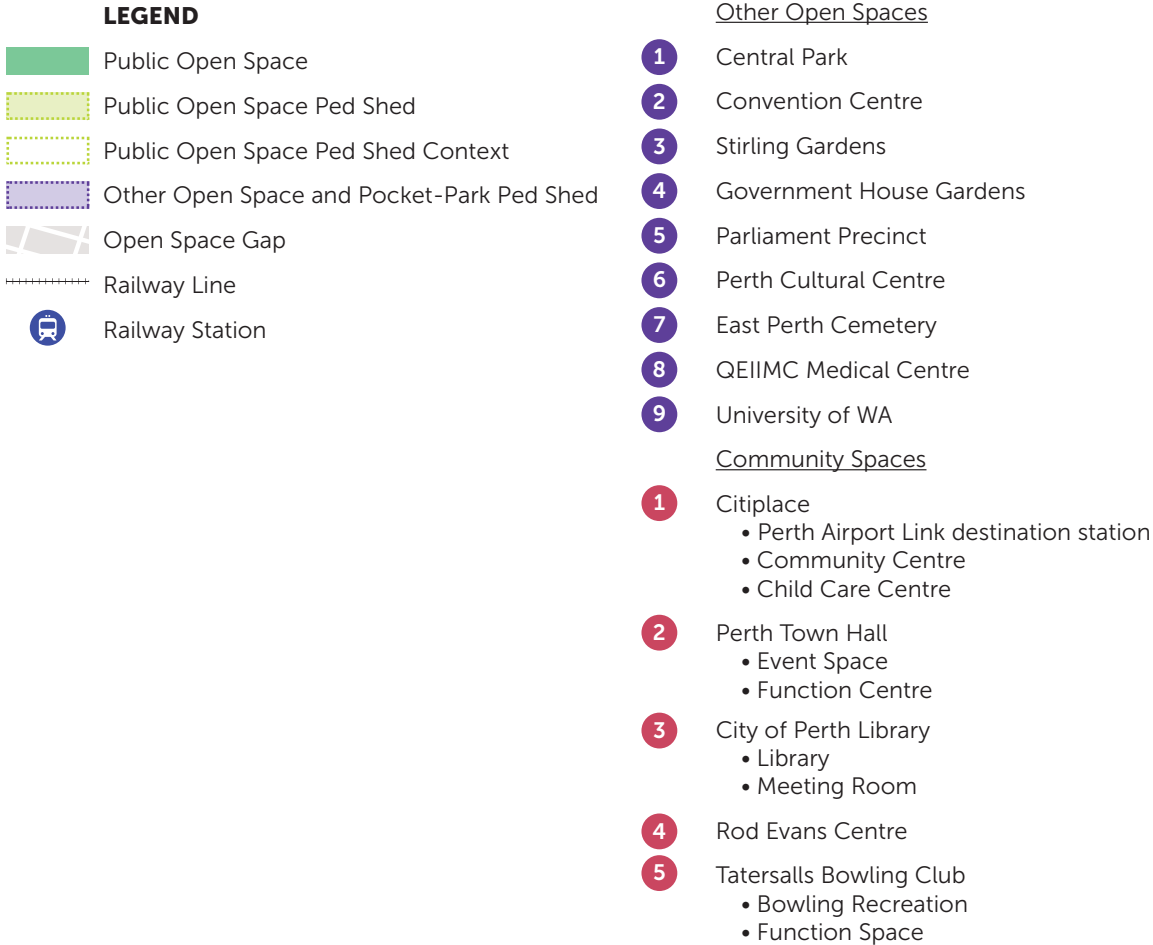 LEGEND
Public Open Space
Public Open Space Ped Shed
Public Open Space Ped Shed Context
Other Open Space and Pocket-Park Ped Shed
Open Space Gap
Railway Line
Railway Station
Other Open Spaces
1 Central Park
2 Convention Centre
3 Stirling Gardens
4 Government House Gardens
5 Parliament Precinct
6 Perth Cultural Centre
7 East Perth Cemetery
8 QEIIMC Medical Centre
9 University of WA
Community Spaces
1 Citiplace
• Perth Airport Link destination station
• Community Centre
• Child Care Centre
2 Perth Town Hall
• Event Space
• Function Centre
3 City of Perth Library
• Library
• Meeting Room
4 Rod Evans Centre
5 Tatersalls Bowling Club
• Bowling Recreation
• Function Space